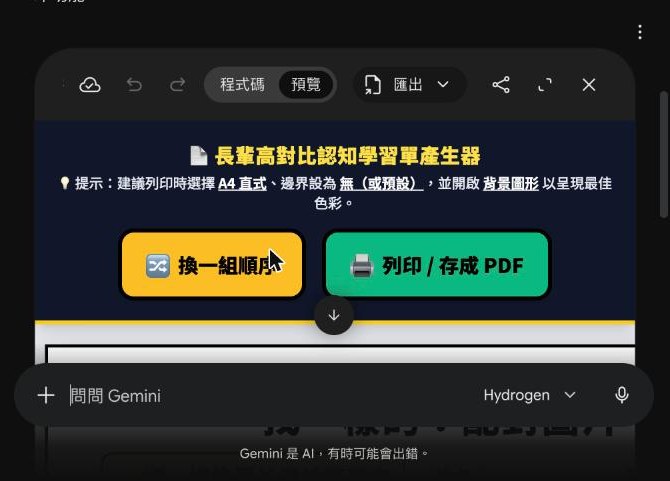 程式碼 預覽 匯出
長輩高對比認知學習單產生器
提示：建議列印時選擇 A4 直式、邊界設為 無（或預設），並開啟 背景圖形 以呈現最佳
色彩。
換一組順序 列印 / 存成 PDF
問問 Gemini Hydrogen
Gemini 是 AI，有時可能會出錯。